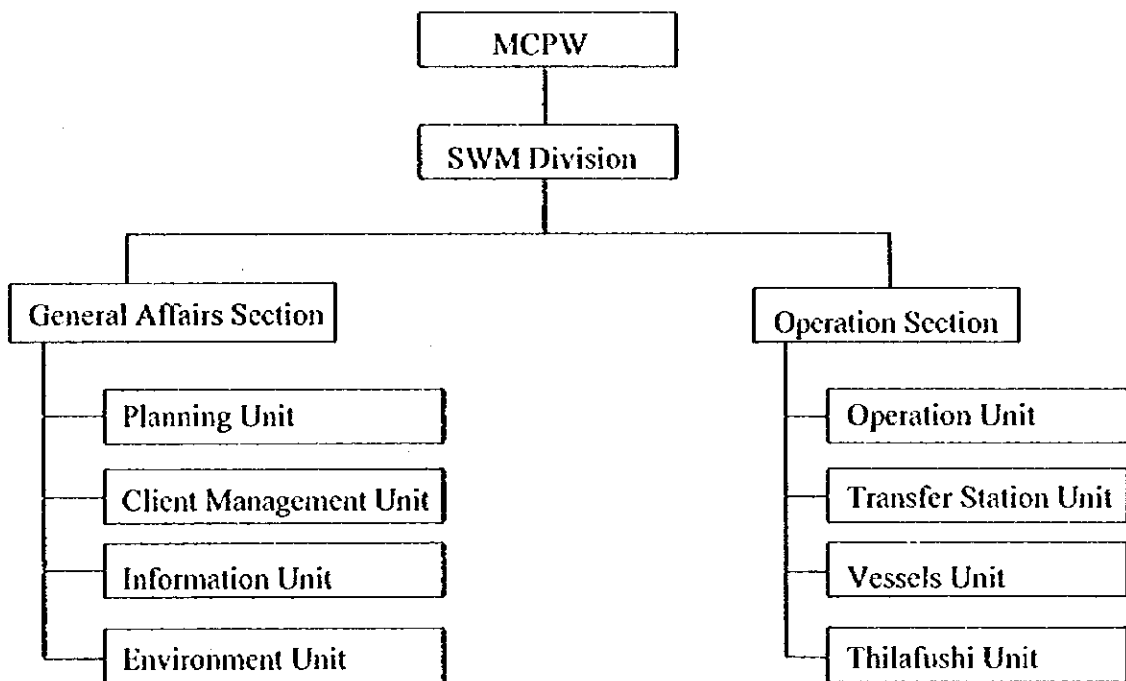 MCPW
SWM Division
General Affairs Section
Planning Unit
Client Management Unit
Information Unit
Environment Unit
Operation Section
Operation Unit
Transfer Station Unit
Vessels Unit
Thilafushi Unit